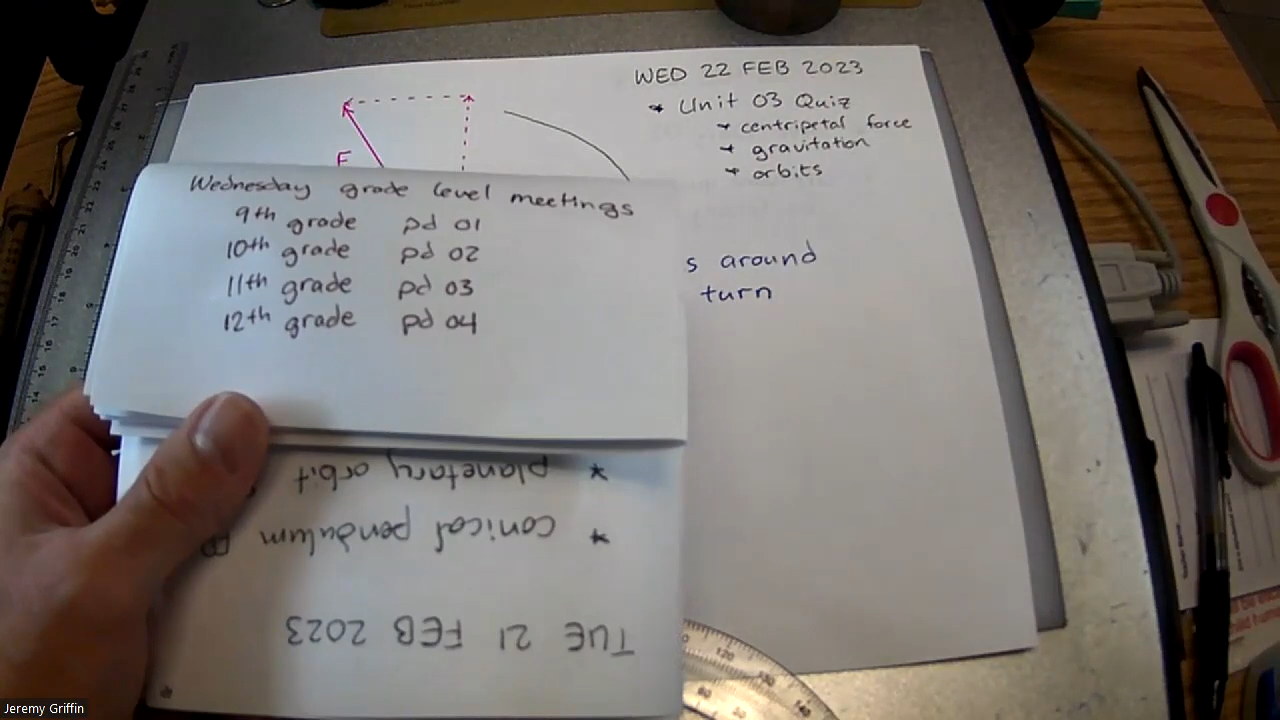 WED 22 FEB 2023
* Unit 03 Quiz
* centripetal force
* gravitation
* orbits
F
Wednesday grade level meetings
9th grade pd 01
10th grade pd 02
11th grade pd 03
12th grade pd 04
s around
turn
* planetary orbit
* conical pendulum
TUE 21 FEB 2023
Jeremy Griffin